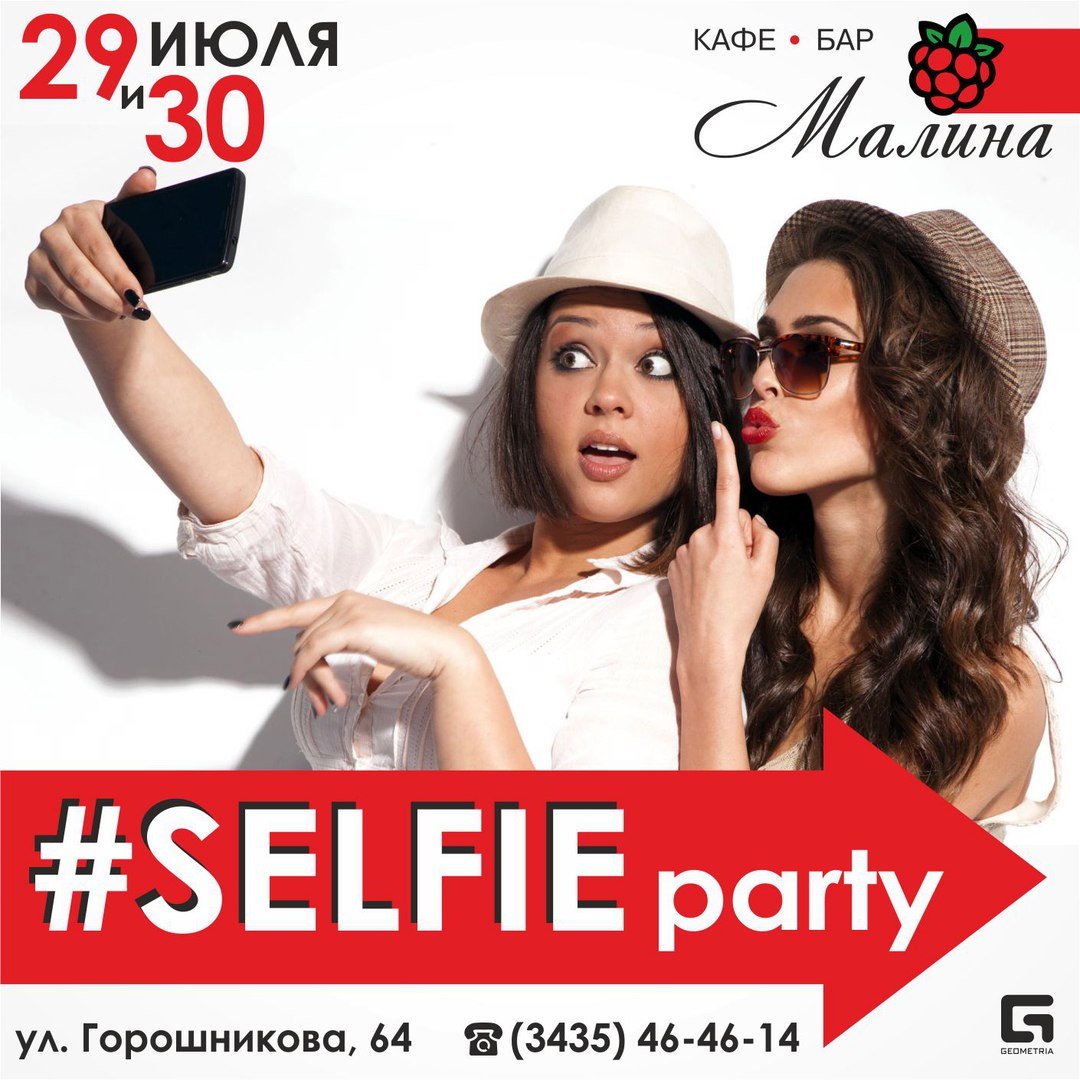 29 ИЮЛЯ
и 30
КАФЕ • БАР
Малина
#SELFIE party
ул. Горошникова, 64
(3435) 46-46-14
GEOMETRIA